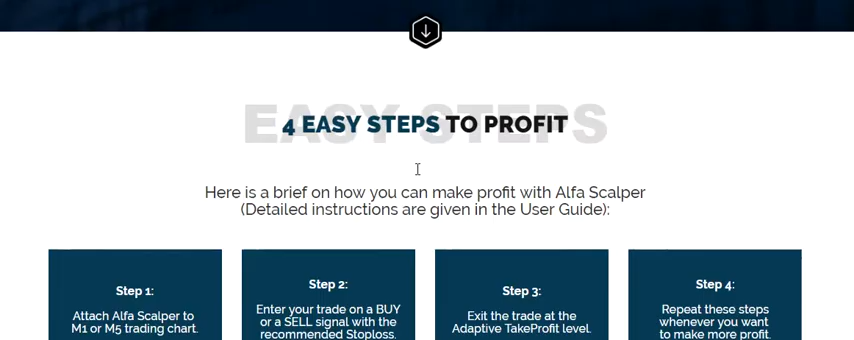 EASY STEPS
4 EASY STEPS TO PROFIT
Here is a brief on how you can make profit with Alfa Scalper
(Detailed instructions are given in the User Guide):
Step 1:
Attach Alfa Scalper to
M1 or M5 trading chart.
Step 2:
Enter your trade on a BUY
or a SELL signal with the
recommended Stoploss.
Step 3:
Exit the trade at the
Adaptive TakeProfit level.
Step 4:
Repeat these steps
whenever you want
to make more profit.